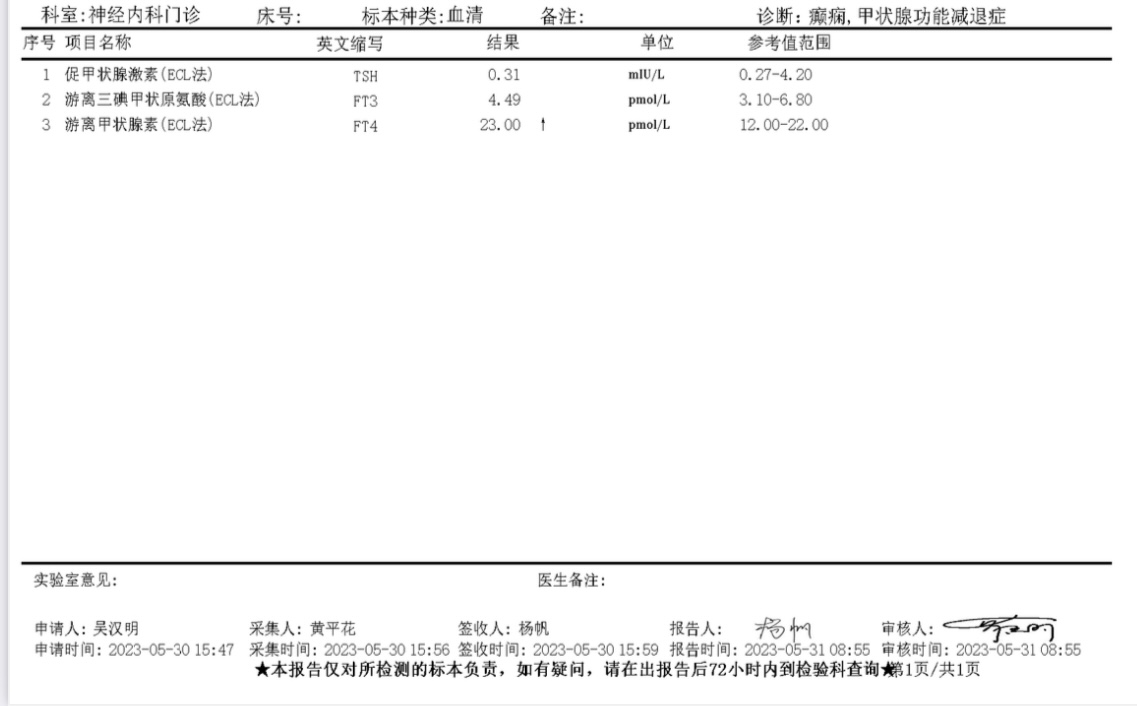 科室:神经内科门诊 床号: 标本种类:血清 备注: 诊断: 癫痫,甲状腺功能减退症
序号 项目名称 英文缩写 结果 单位 参考值范围
1 促甲状腺激素(ECL法) TSH 0.31 mIU/L 0.27-4.20
2 游离三碘甲状原氨酸(ECL法) FT3 4.49 pmol/L 3.10-6.80
3 游离甲状腺素(ECL法) FT4 23.00 ↑ pmol/L 12.00-22.00
实验室意见: 医生备注:
申请人: 吴汉明 采集人: 黄平花 签收人: 杨帆 报告人: 杨帆 审核人:
申请时间: 2023-05-30 15:47 采集时间: 2023-05-30 15:56 签收时间: 2023-05-30 15:59 报告时间: 2023-05-31 08:55 审核时间: 2023-05-31 08:55
★本报告仅对所检测的标本负责，如有疑问，请在出报告后72小时内到检验科查询★第1页/共1页